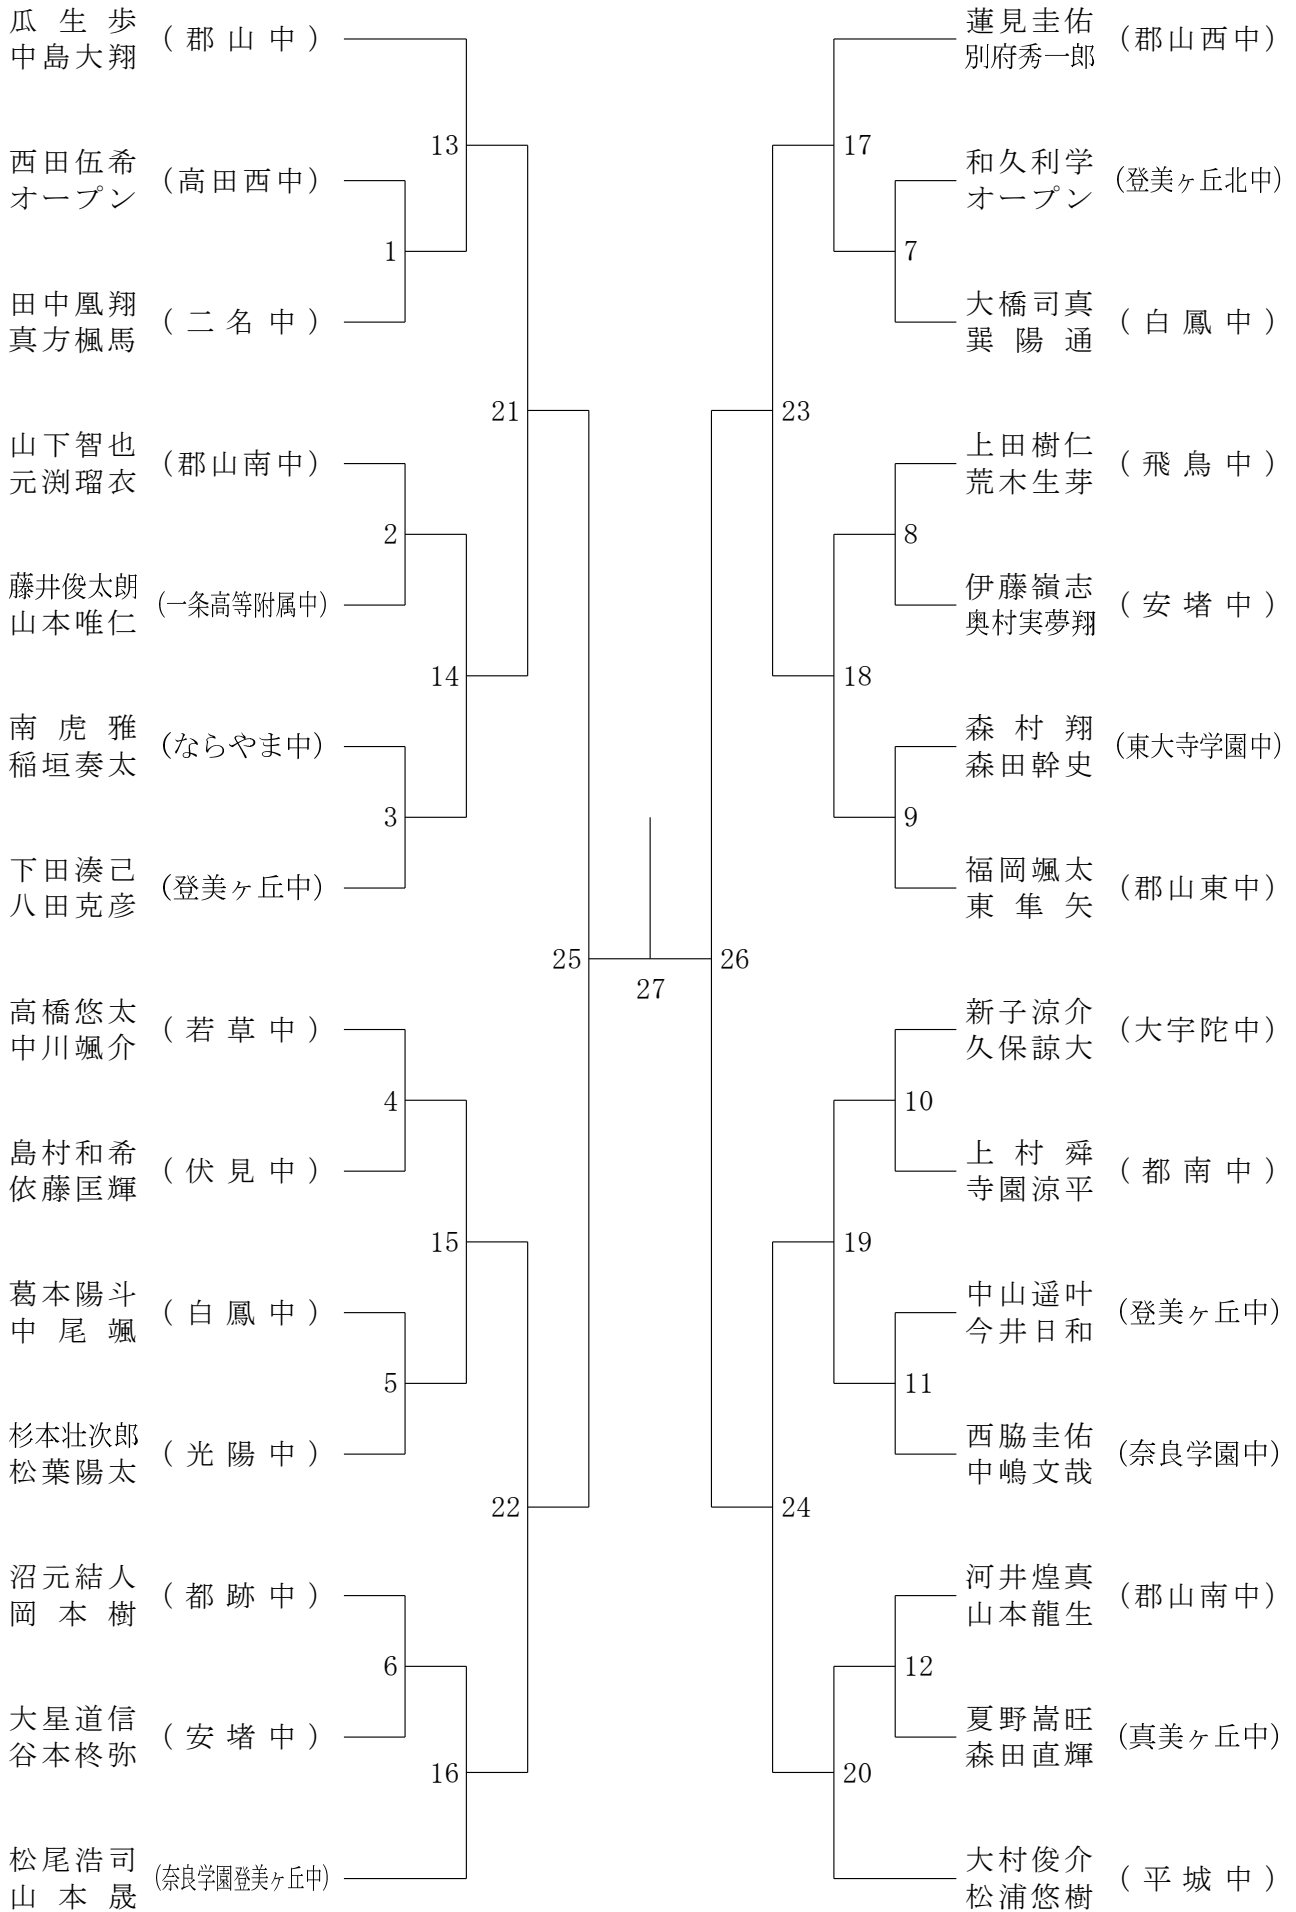 瓜生歩
中島大翔
(郡山中)
西田伍希
オープン
(高田西中)
田中凰翔
真方楓馬
(二名中)
山下智也
元渕瑠衣
(郡山南中)
藤井俊太朗
山本唯仁
(一条高等附属中)
南虎雅
稲垣奏太
(ならやま中)
下田湊己
八田克彦
(登美ヶ丘中)
高橋悠太
中川颯介
(若草中)
島村和希
依藤匡輝
(伏見中)
葛本陽斗
中尾颯
(白鳳中)
杉本壮次郎
松葉陽太
(光陽中)
沼元結人
岡本樹
(都跡中)
大星道信
谷本柊弥
(安堵中)
松尾浩司
山本晟
(奈良学園登美ヶ丘中)
1
2
3
4
5
6
13
14
15
16
21
22
25
27
26
23
24
17
18
19
20
7
8
9
10
11
12
蓮見圭佑
別府秀一郎
(郡山西中)
和久利学
オープン
(登美ヶ丘北中)
大橋司真
巽陽通
(白鳳中)
上田樹仁
荒木生芽
(飛鳥中)
伊藤嶺志
奥村実夢翔
(安堵中)
森村翔
森田幹史
(東大寺学園中)
福岡颯太
東隼矢
(郡山東中)
新子涼介
久保諒大
(大宇陀中)
上村舜
寺園涼平
(都南中)
中山遥叶
今井日和
(登美ヶ丘中)
西脇圭佑
中嶋文哉
(奈良学園中)
河井煌真
山本龍生
(郡山南中)
夏野嵩旺
森田直輝
(真美ヶ丘中)
大村俊介
松浦悠樹
(平城中)